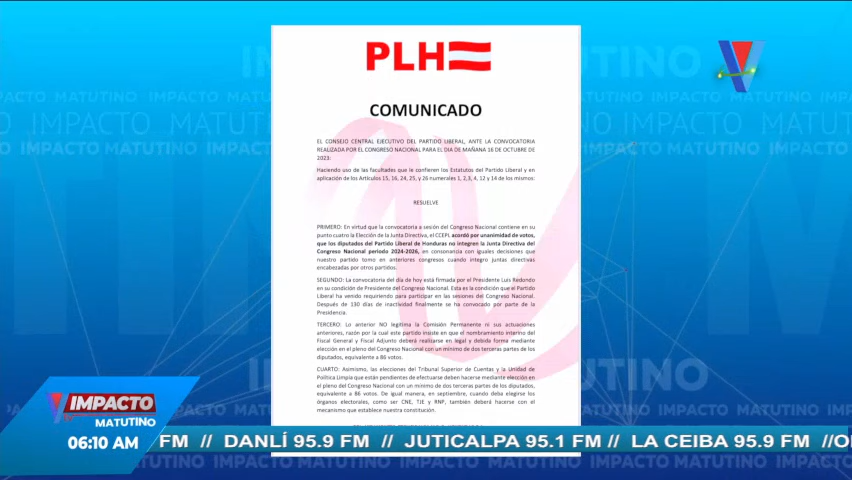 PLH
COMUNICADO
EL CONSEJO CENTRAL EJECUTIVO DEL PARTIDO LIBERAL, ANTE LA CONVOCATORIA
REALIZADA POR EL CONGRESO NACIONAL PARA EL DIA DE MAÑANA 16 DE OCTUBRE DE
2023:
Haciendo uso de las facultades que le confieren los Estatutos del Partido Liberal y en
aplicación de los Artículos 15, 16, 24, 25, y 26 numerales 1, 2,3, 4, 12 y 14 de los mismos:
RESUELVE
PRIMERO: En virtud que la convocatoria a sesión del Congreso Nacional contiene en su
punto cuatro la Elección de la Junta Directiva, el CCEPL acordó por unanimidad de votos,
que los diputados del Partido Liberal de Honduras no integren la Junta Directiva del
Congreso Nacional periodo 2024-2026, en consonancia con iguales decisiones que
nuestro partido tomo en anteriores congresos cuando integro juntas directivas
encabezadas por otros partidos.
SEGUNDO: La convocatoria del día de hoy está firmada por el Presidente Luis Redondo
en su condición de Presidente del Congreso Nacional. Esta es la condición que el Partido
Liberal ha venido requiriendo para participar en las sesiones del Congreso Nacional.
Después de 130 días de inactividad finalmente se ha convocado por parte de la
Presidencia.
TERCERO: Lo anterior NO legitima la Comisión Permanente ni sus actuaciones
anteriores, razón por la cual este partido insiste en que el nombramiento interino del
Fiscal General y Fiscal Adjunto deberá realizarse en legal y debida forma mediante
elección en el pleno del Congreso Nacional con un mínimo de dos terceras partes de los
diputados, equivalente a 86 votos.
CUARTO: Asimismo, las elecciones del Tribunal Superior de Cuentas y la Unidad de
Política Limpia que están pendientes de efectuarse deben hacerse mediante elección en
el pleno del Congreso Nacional con un mínimo de dos terceras partes de los diputados,
equivalente a 86 votos. De igual manera, en septiembre, cuando deba elegirse los
órganos electorales, como ser CNE, TJE y RNP, también deberá hacerse con el
mecanismo que establece nuestra constitución.
IMPACTO
MATUTINO
06:10 AM
FM // DANLÍ 95.9 FM // JUTICALPA 95.1 FM // LA CEIBA 95.9 FM //
IMPACTO MATUTINO